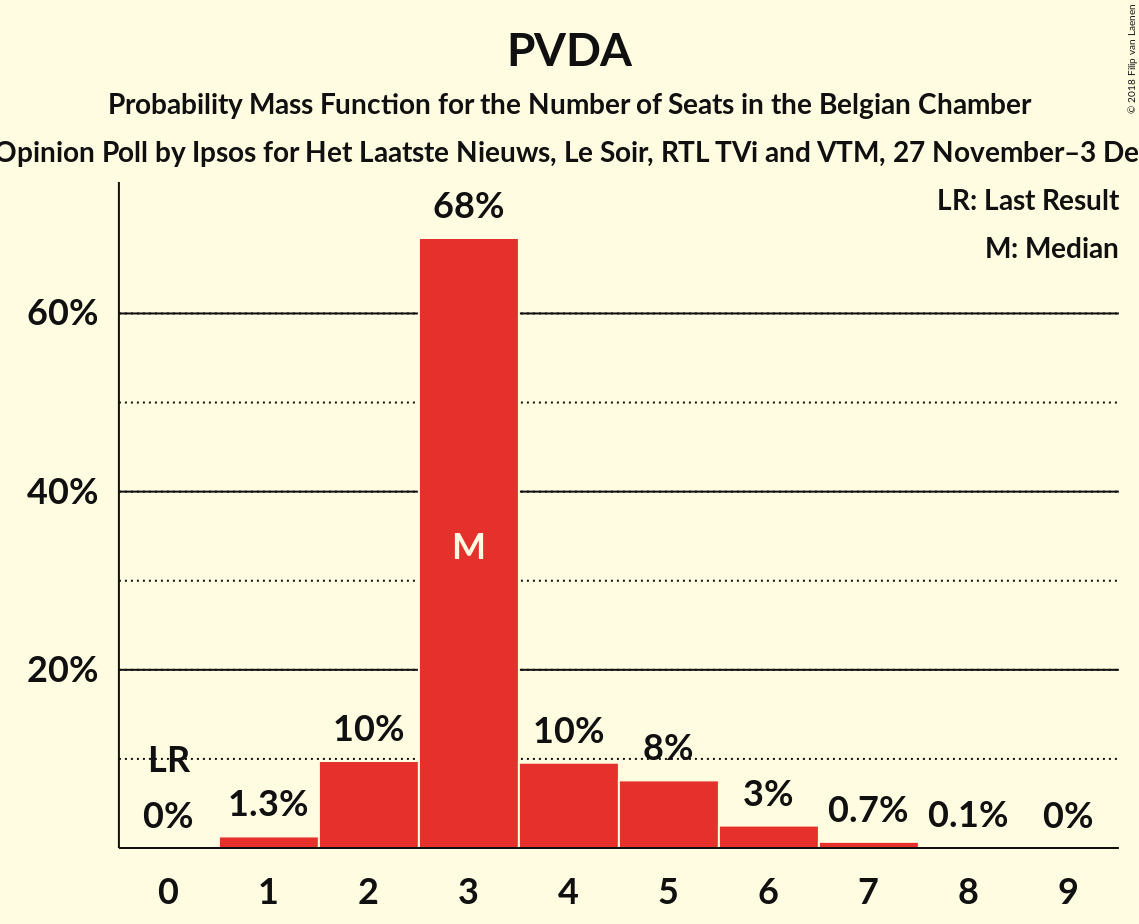 PVDA
Probability Mass Function for the Number of Seats in the Belgian Chamber
Opinion Poll by Ipsos for Het Laatste Nieuws, Le Soir, RTL TVi and VTM, 27 November–3 De
© 2018 Filip van Laenen
LR: Last Result
M: Median
68%
60%
40%
M
20%
LR
0%
1.3%
10%
10%
8%
3%
0.7%
0.1%
0%
0 1 2 3 4 5 6 7 8 9